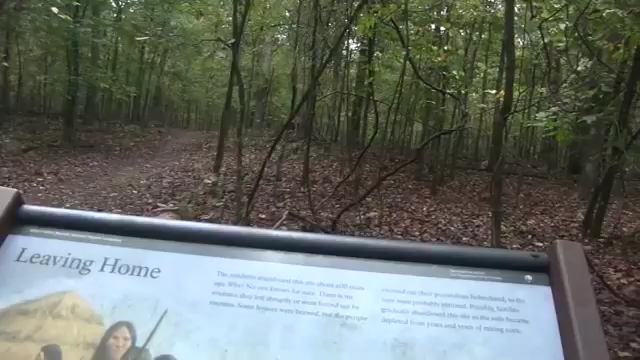 Leaving Home
The residents abandoned this site about 600 years
ago. Why? No one knows for sure. There is no
evidence they left abruptly or were forced out by
enemies. Some houses were burned, but the people
cleaned out their possessions beforehand, so the
fires were probably planned. Possibly, families
gradually abandoned this site as the soils became
depleted from years and years of raising corn.